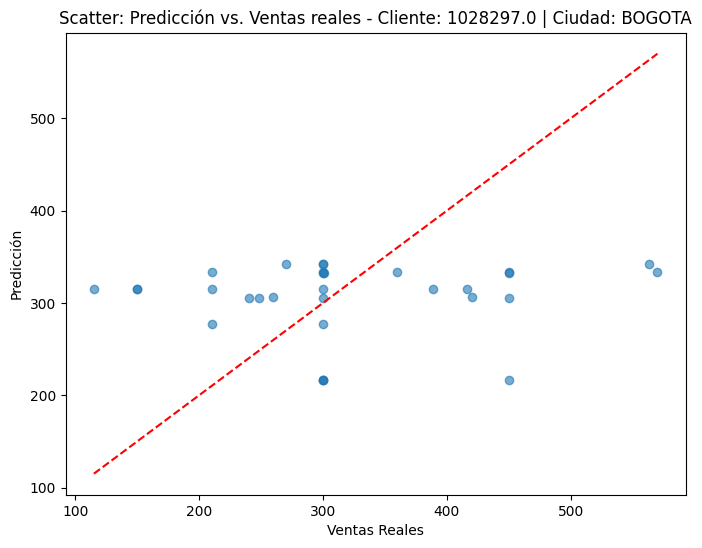 Scatter: Predicción vs. Ventas reales - Cliente: 1028297.0 | Ciudad: BOGOTA
Predicción
500
400
300
200
100
100 200 300 400 500
Ventas Reales